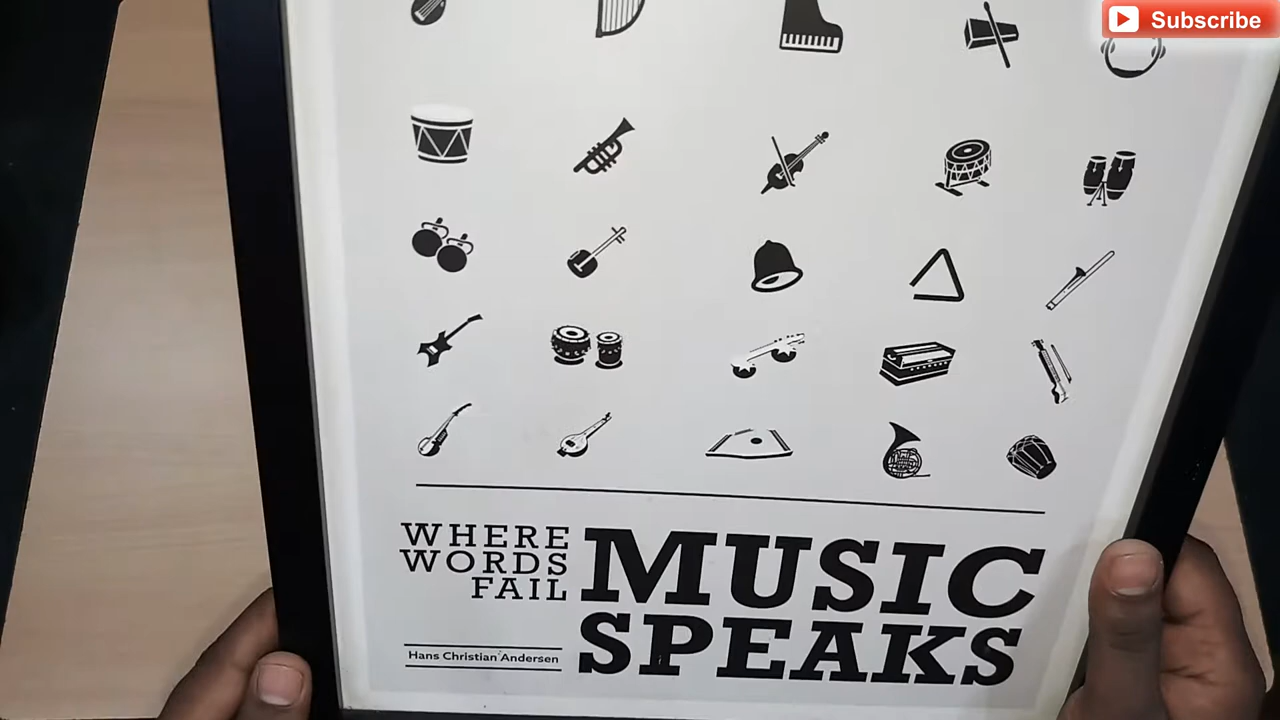 Subscribe
WHERE
WORDS
FAIL
MUSIC
SPEAKS
Hans Christian Andersen